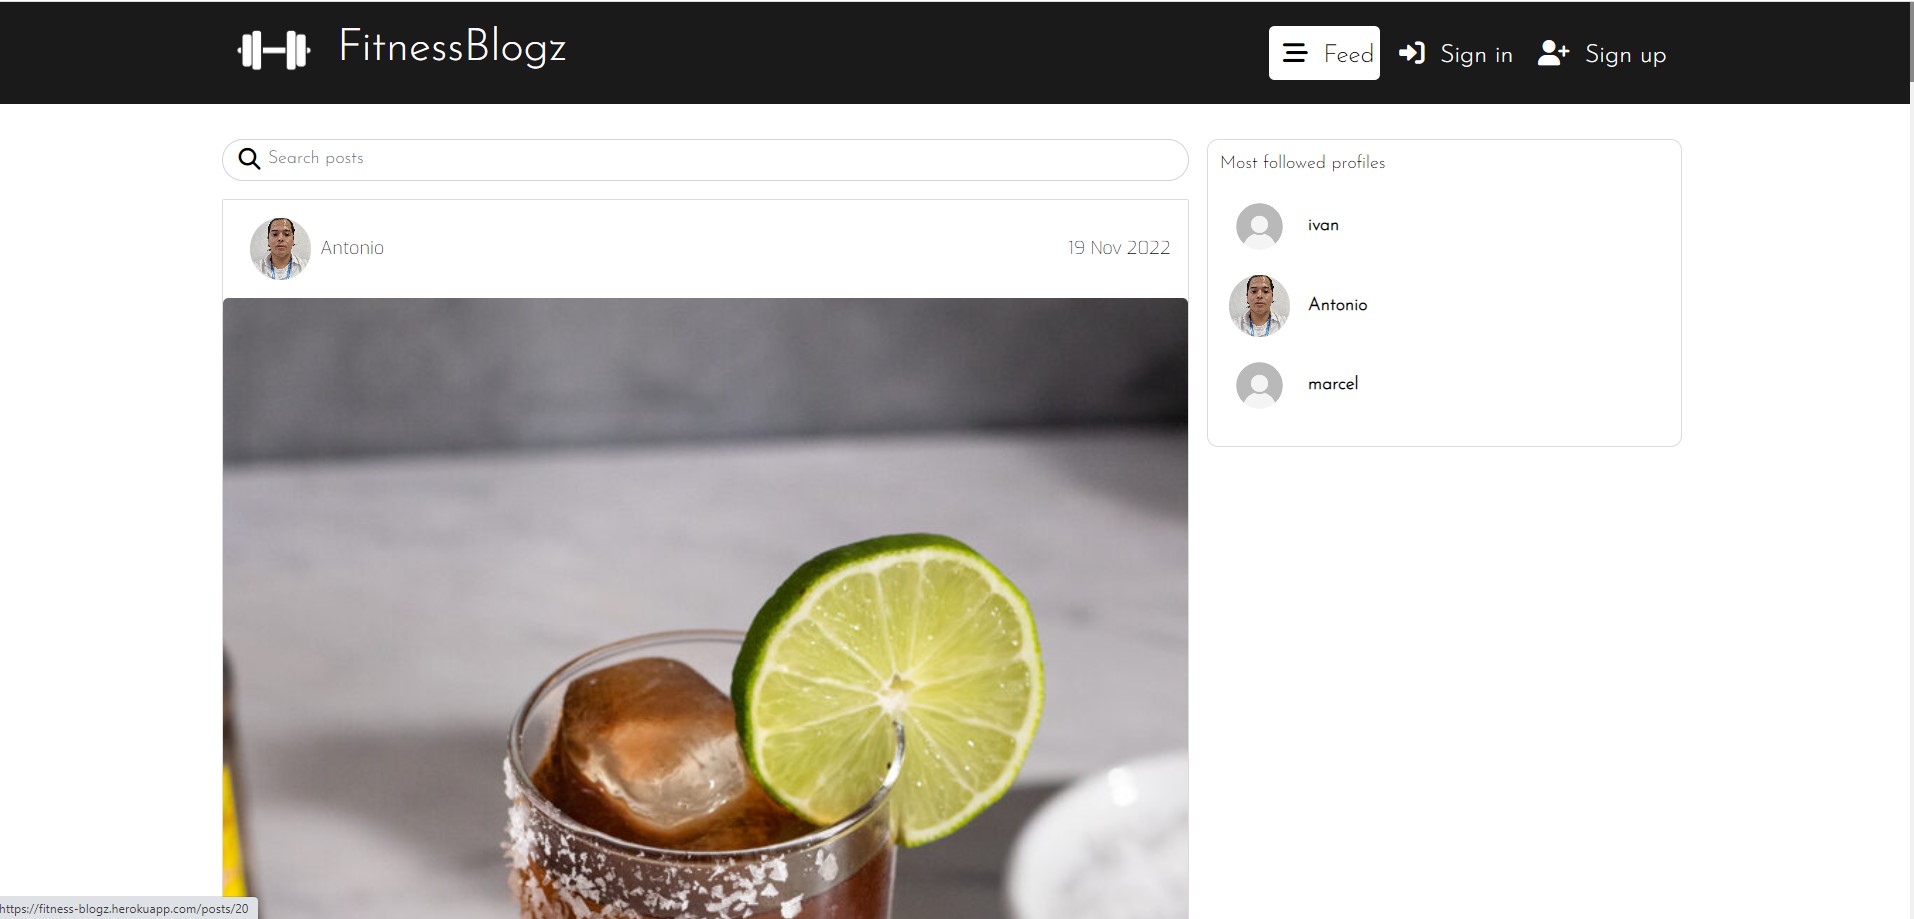 FitnessBlogz
Feed
Sign in
Sign up
Search posts
Antonio
19 Nov 2022
Most followed profiles
ivan
Antonio
marcel
https://fitness-blogz.herokuapp.com/posts/20